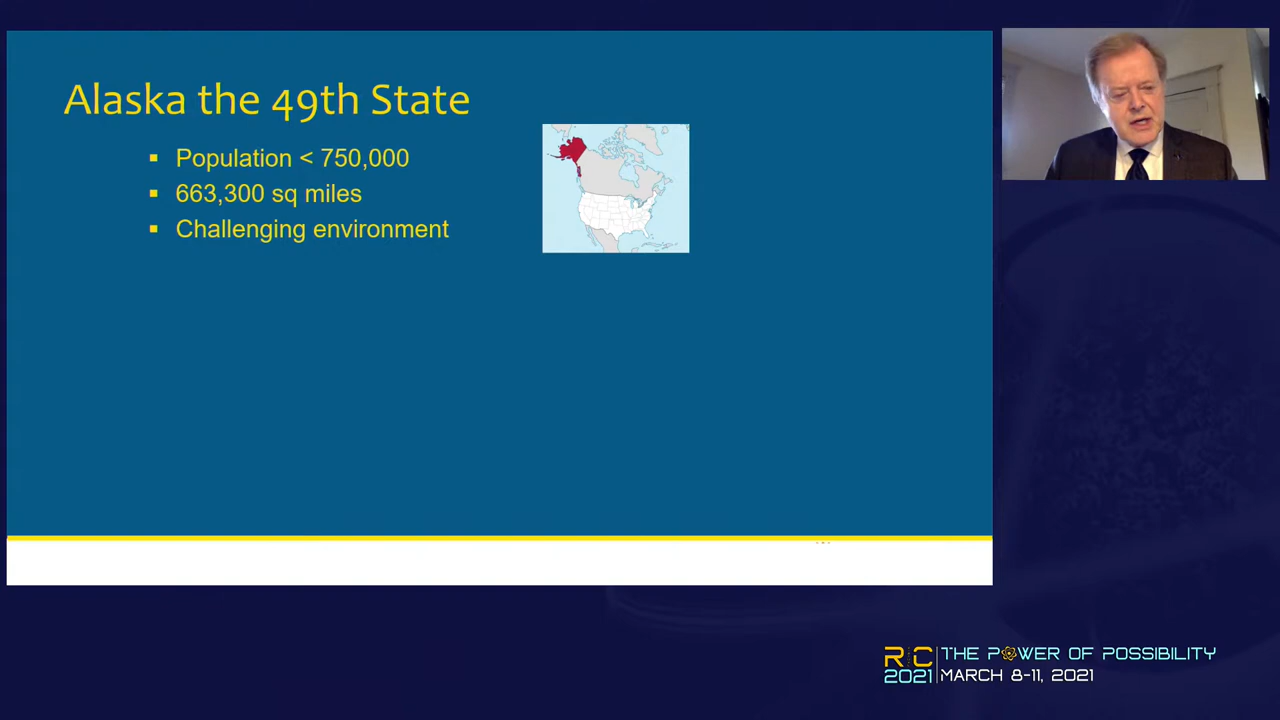 Alaska the 49th State
▪ Population < 750,000
▪ 663,300 sq miles
▪ Challenging environment
RIC 2021
THE POWER OF POSSIBILITY
MARCH 8-11, 2021